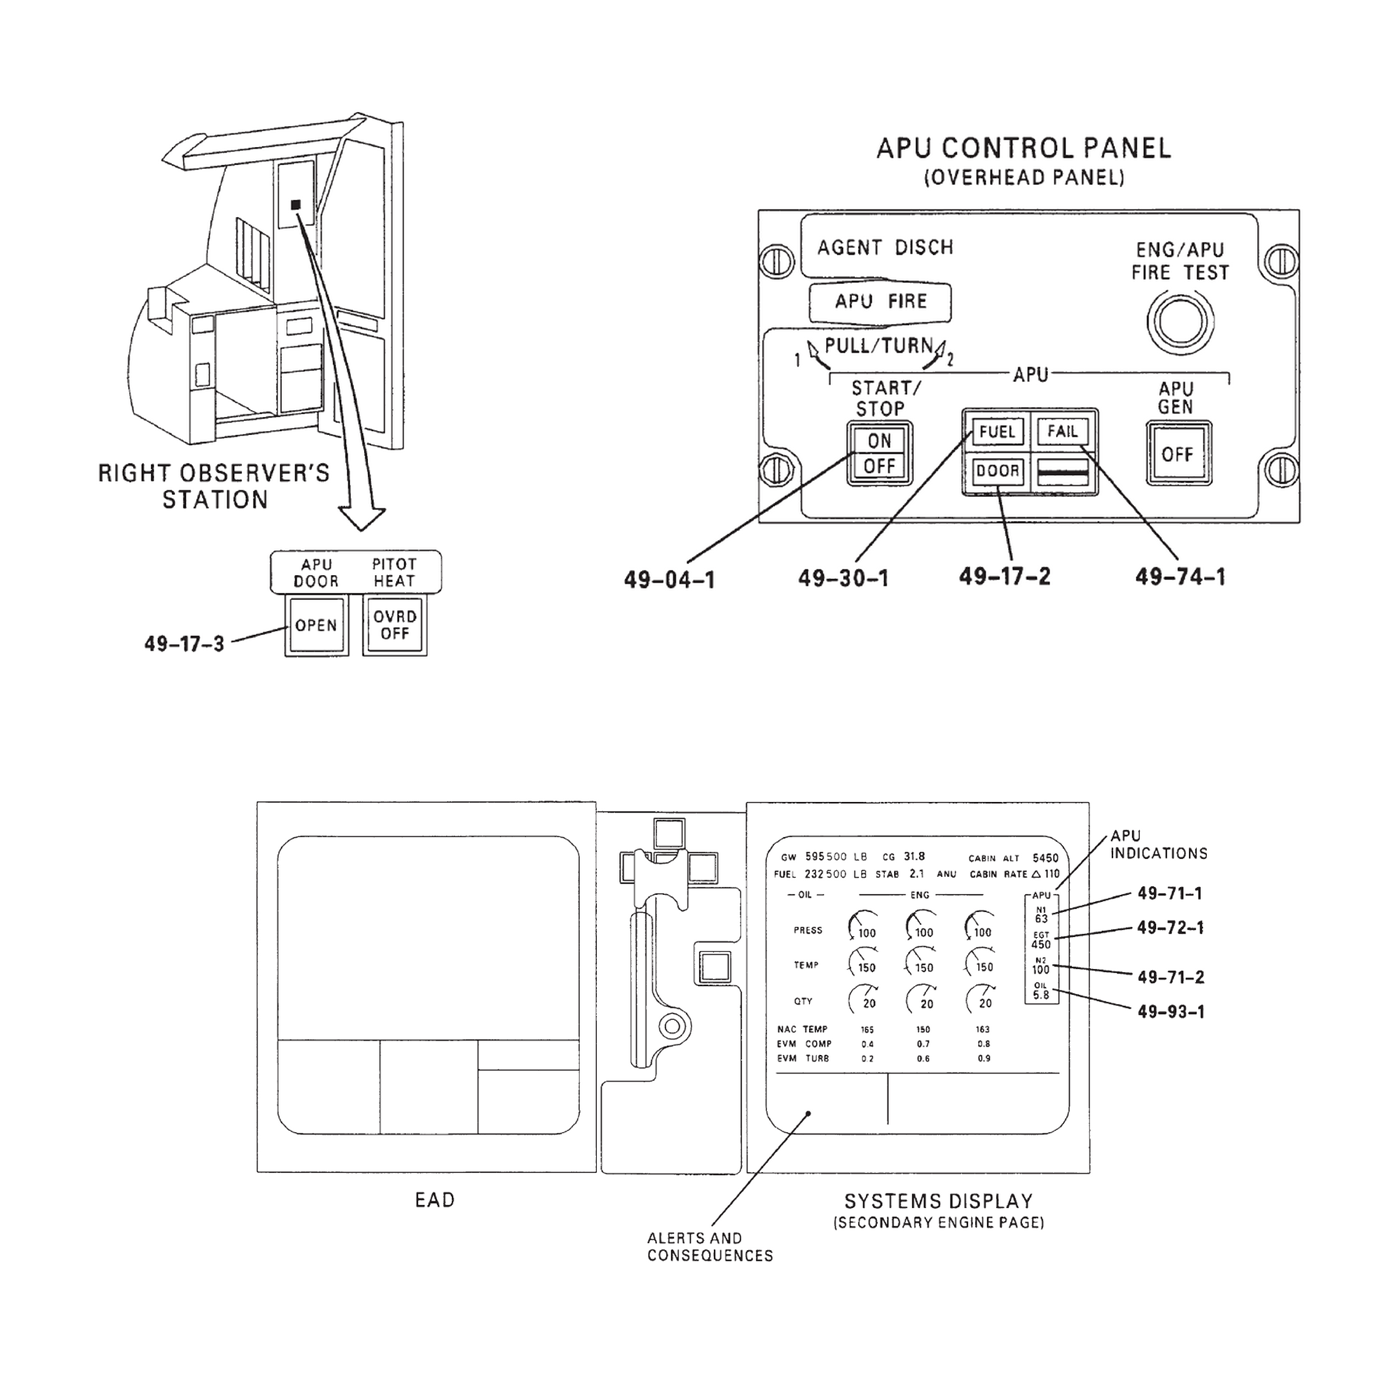 RIGHT OBSERVER'S
STATION
APU DOOR
PITOT HEAT
OPEN
OVRD OFF
49-17-3
APU CONTROL PANEL
(OVERHEAD PANEL)
AGENT DISCH
APU FIRE
1 PULL/TURN 2
ENG/APU
FIRE TEST
APU
START/
STOP
ON
OFF
FUEL FAIL
DOOR
APU
GEN
OFF
49-04-1 49-30-1 49-17-2 49-74-1
GW 595500 LB CG 31.8 CABIN ALT 5450
FUEL 232500 LB STAB 2.1 ANU CABIN RATE △ 110
OIL ENG APU
PRESS 100 100 100
TEMP 150 150 150
QTY 20 20 20
NAC TEMP 165 150 163
EVM COMP 0.4 0.7 0.8
EVM TURB 0.2 0.6 0.9
N1
63
EGT
450
N2
100
OIL
5.8
APU
INDICATIONS
49-71-1
49-72-1
49-71-2
49-93-1
EAD
SYSTEMS DISPLAY
(SECONDARY ENGINE PAGE)
ALERTS AND
CONSEQUENCES